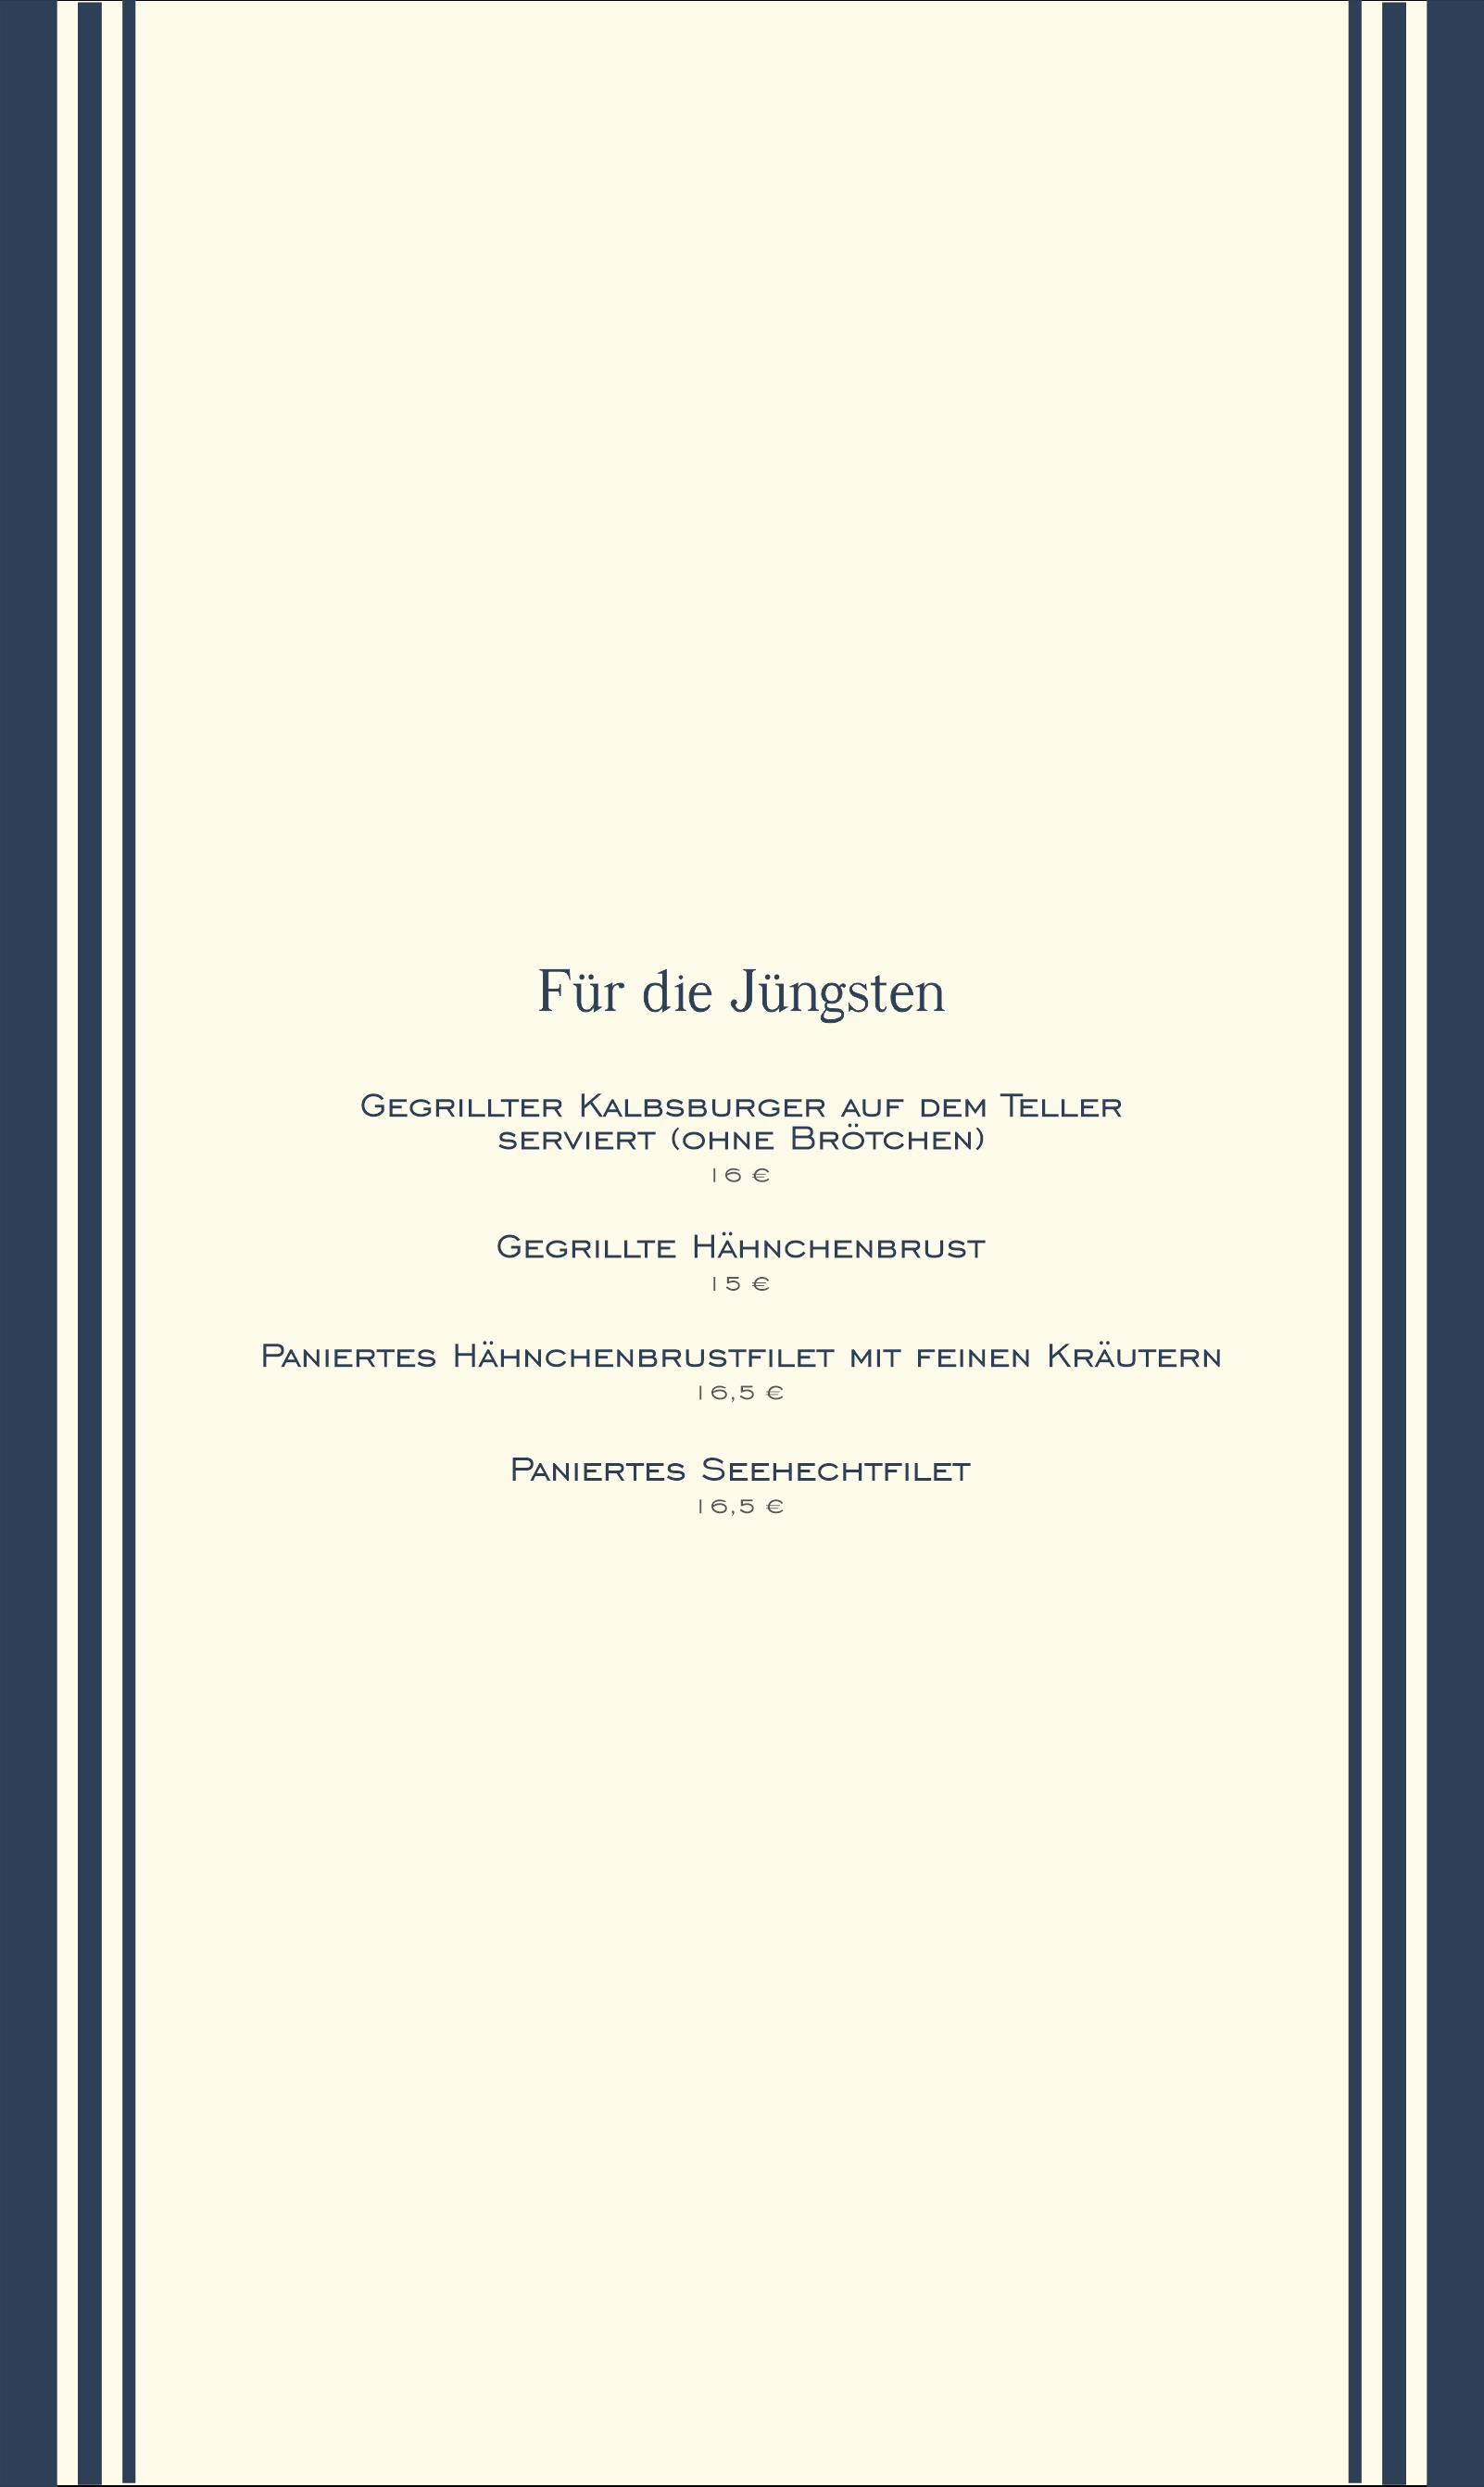 Für die Jüngsten
Gegrillter Kalbsburger auf dem Teller
serviert (ohne Brötchen)
16 €
Gegrillte Hähnchenbrust
15 €
Paniertes Hähnchenbrustfilet mit feinen Kräutern
16,5 €
Paniertes Seehechtfilet
16,5 €